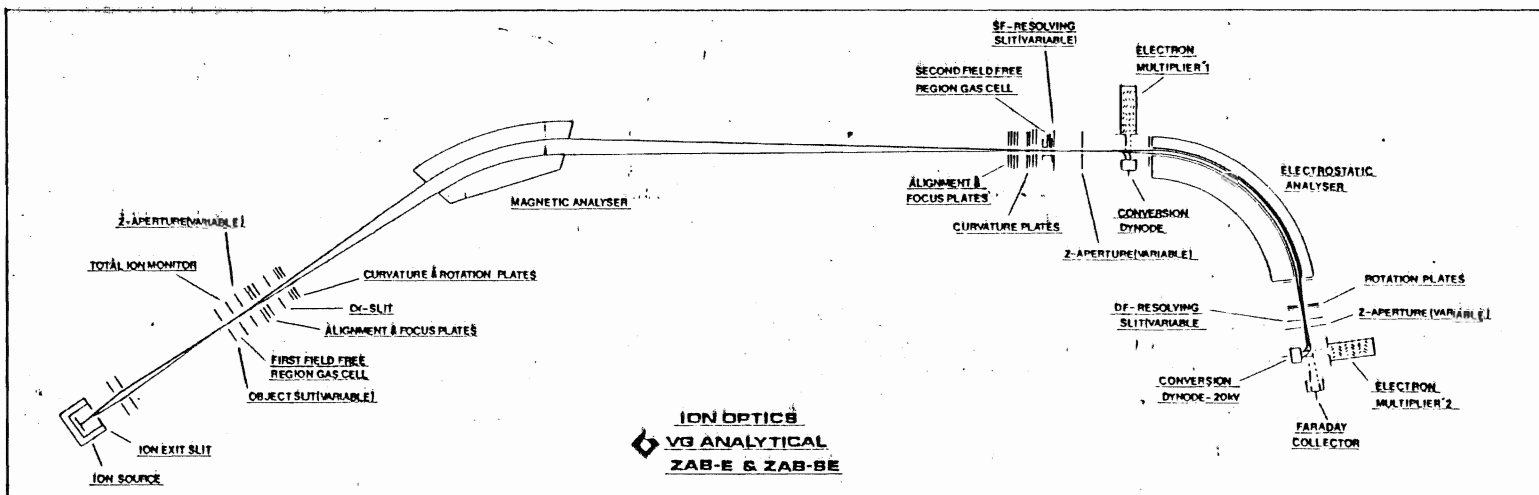 SF-RESOLVING
SLIT(VARIABLE)
ELECTRON
MULTIPLIER'1
SECOND FIELD FREE
REGION GAS CELL
ALIGNMENT &
FOCUS PLATES
CURVATURE PLATES
CONVERSION
DYNODE
Z-APERTURE(VARIABLE)
ELECTROSTATIC
ANALYSER
MAGNETIC ANALYSER
Z-APERTURE(VARIABLE)
TOTAL ION MONITOR
CURVATURE & ROTATION PLATES
α-SLIT
ALIGNMENT & FOCUS PLATES
FIRST FIELD FREE
REGION GAS CELL
OBJECT SLIT(VARIABLE)
ION EXIT SLIT
ION SOURCE
ROTATION PLATES
DF-RESOLVING
SLIT(VARIABLE
Z-APERTURE(VARIABLE)
CONVERSION
DYNODE-20kV
ELECTRON
MULTIPLIER'2
FARADAY
COLLECTOR
ION OPTICS
VG ANALYTICAL
ZAB-E & ZAB-SE